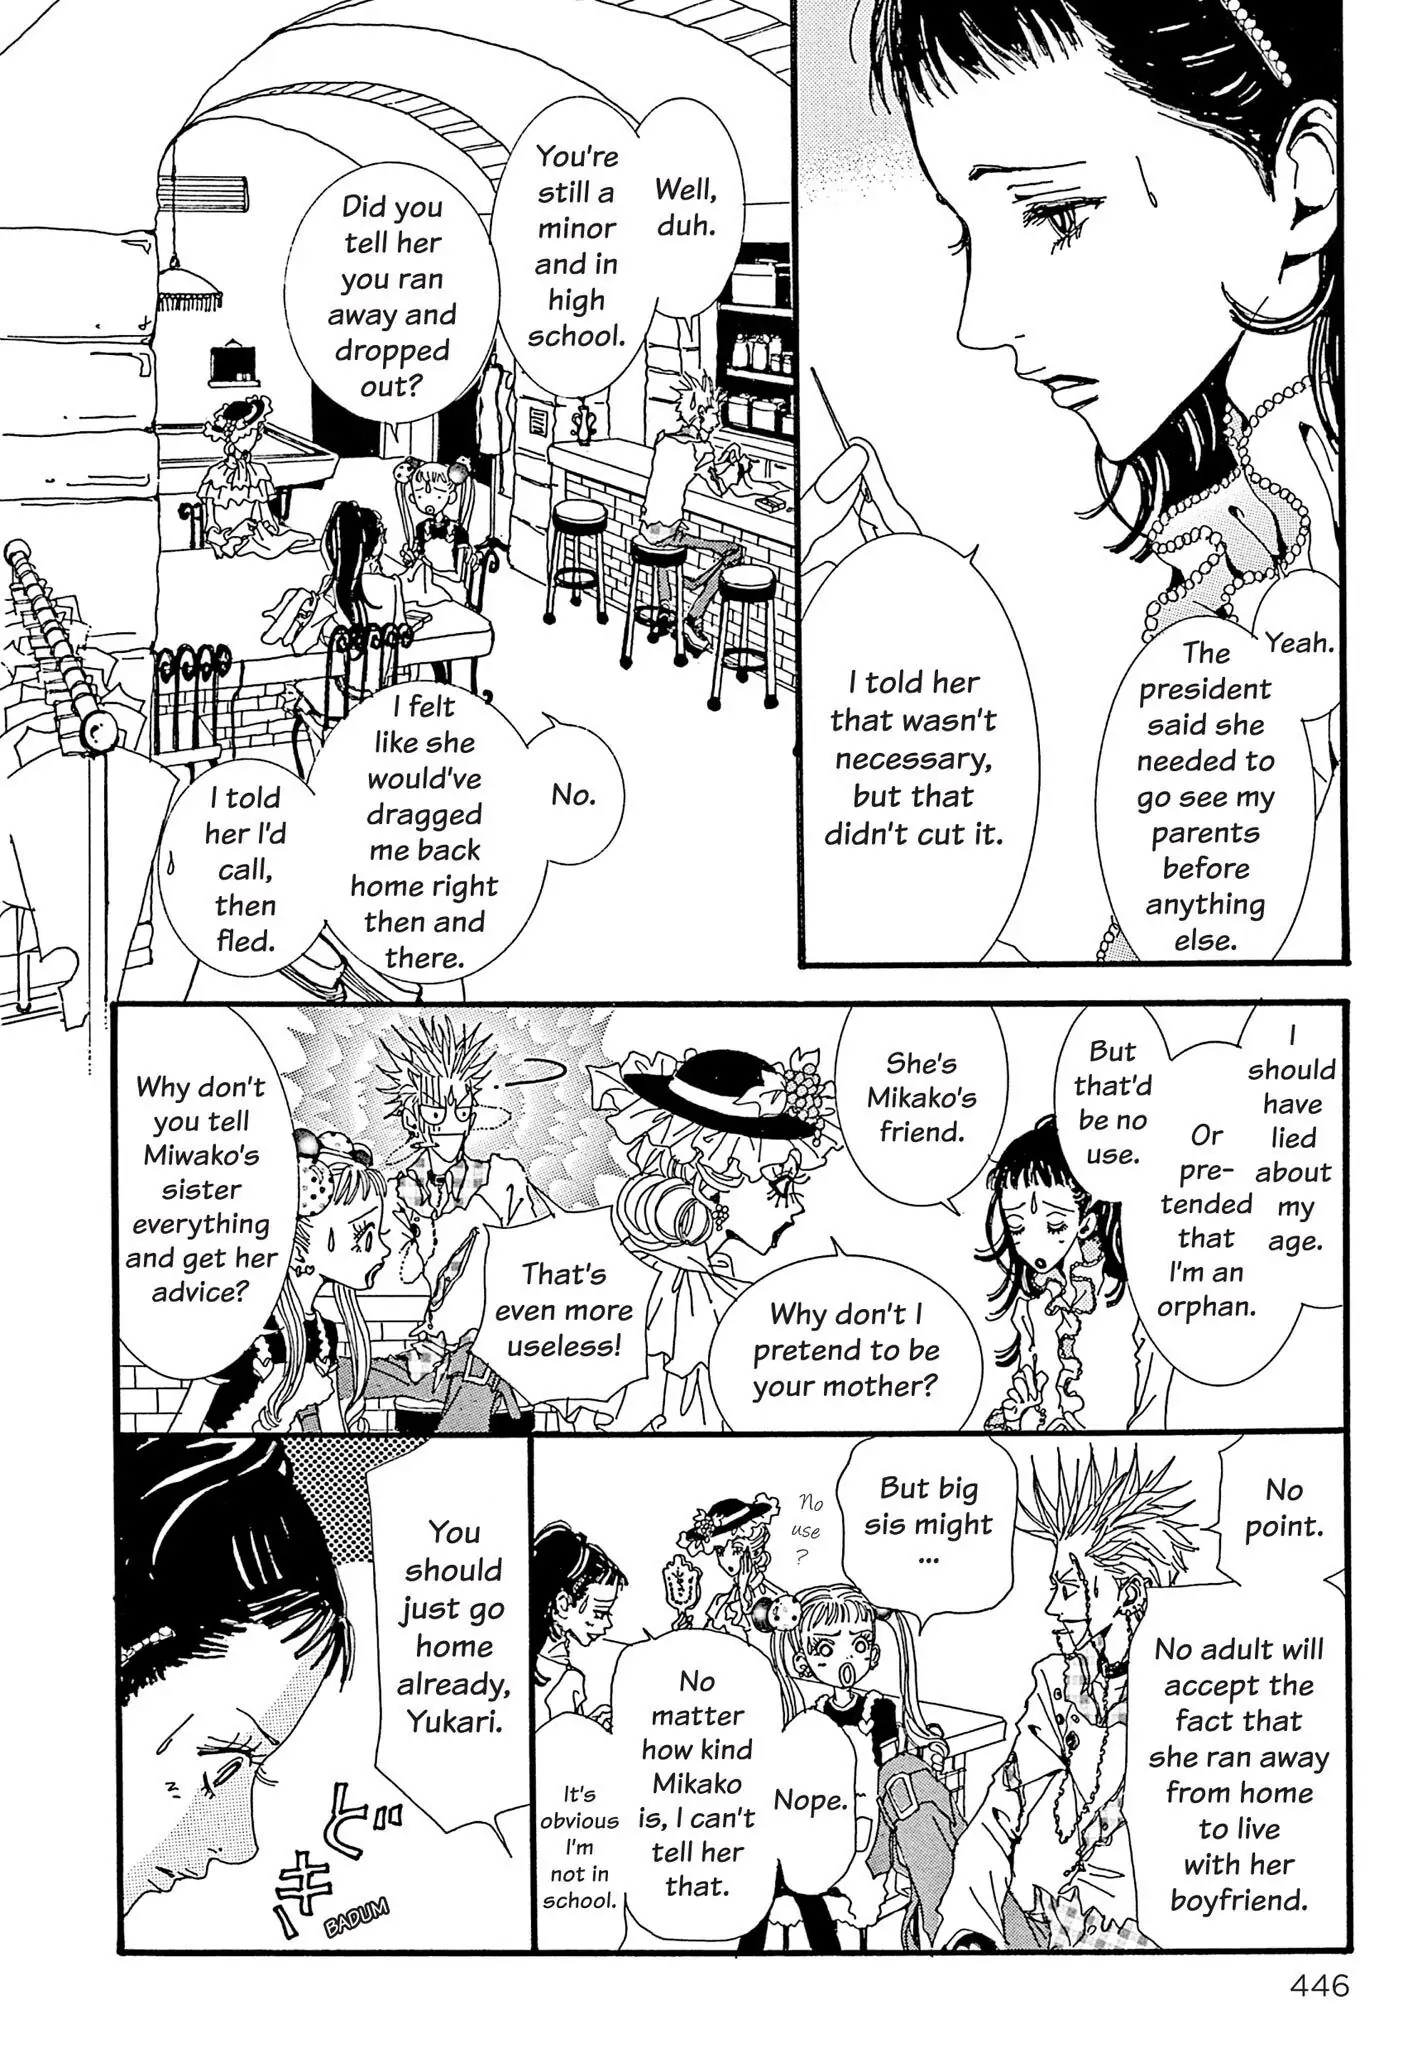 Yeah.
The
president
said she
needed to
go see my
parents
before
anything
else.
I told her
that wasn't
necessary,
but that
didn't cut it.
Well,
duh.
You're
still a
minor
and in
high
school.
Did you
tell her
you ran
away and
dropped
out?
No.
I felt
like she
would've
dragged
me back
home right
then and
there.
I told
her I'd
call,
then
fled.
I
should
have
lied
about
my
age.
Or
pre-
tended
that
I'm an
orphan.
But
that'd
be no
use.
She's
Mikako's
friend.
Why don't I
pretend to be
your mother?
That's
even more
useless!
Why don't
you tell
Miwako's
sister
everything
and get her
advice?
No
point.
No adult will
accept the
fact that
she ran away
from home
to live
with her
boyfriend.
But big
sis might
...
No
use
?
Nope.
No
matter
how kind
Mikako
is, I can't
tell her
that.
It's
obvious
I'm
not in
school.
You
should
just go
home
already,
Yukari.
ドキーン
BADUM
446